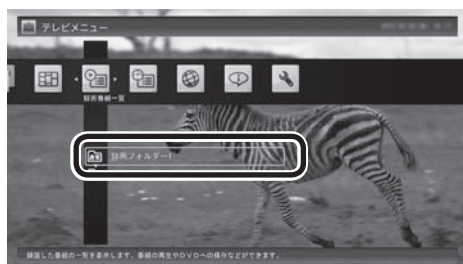 テレビメニュー
録画番組一覧
録画フォルダー1
録画した番組の一覧を表示します。番組の再生やDVDへの保存などができます。